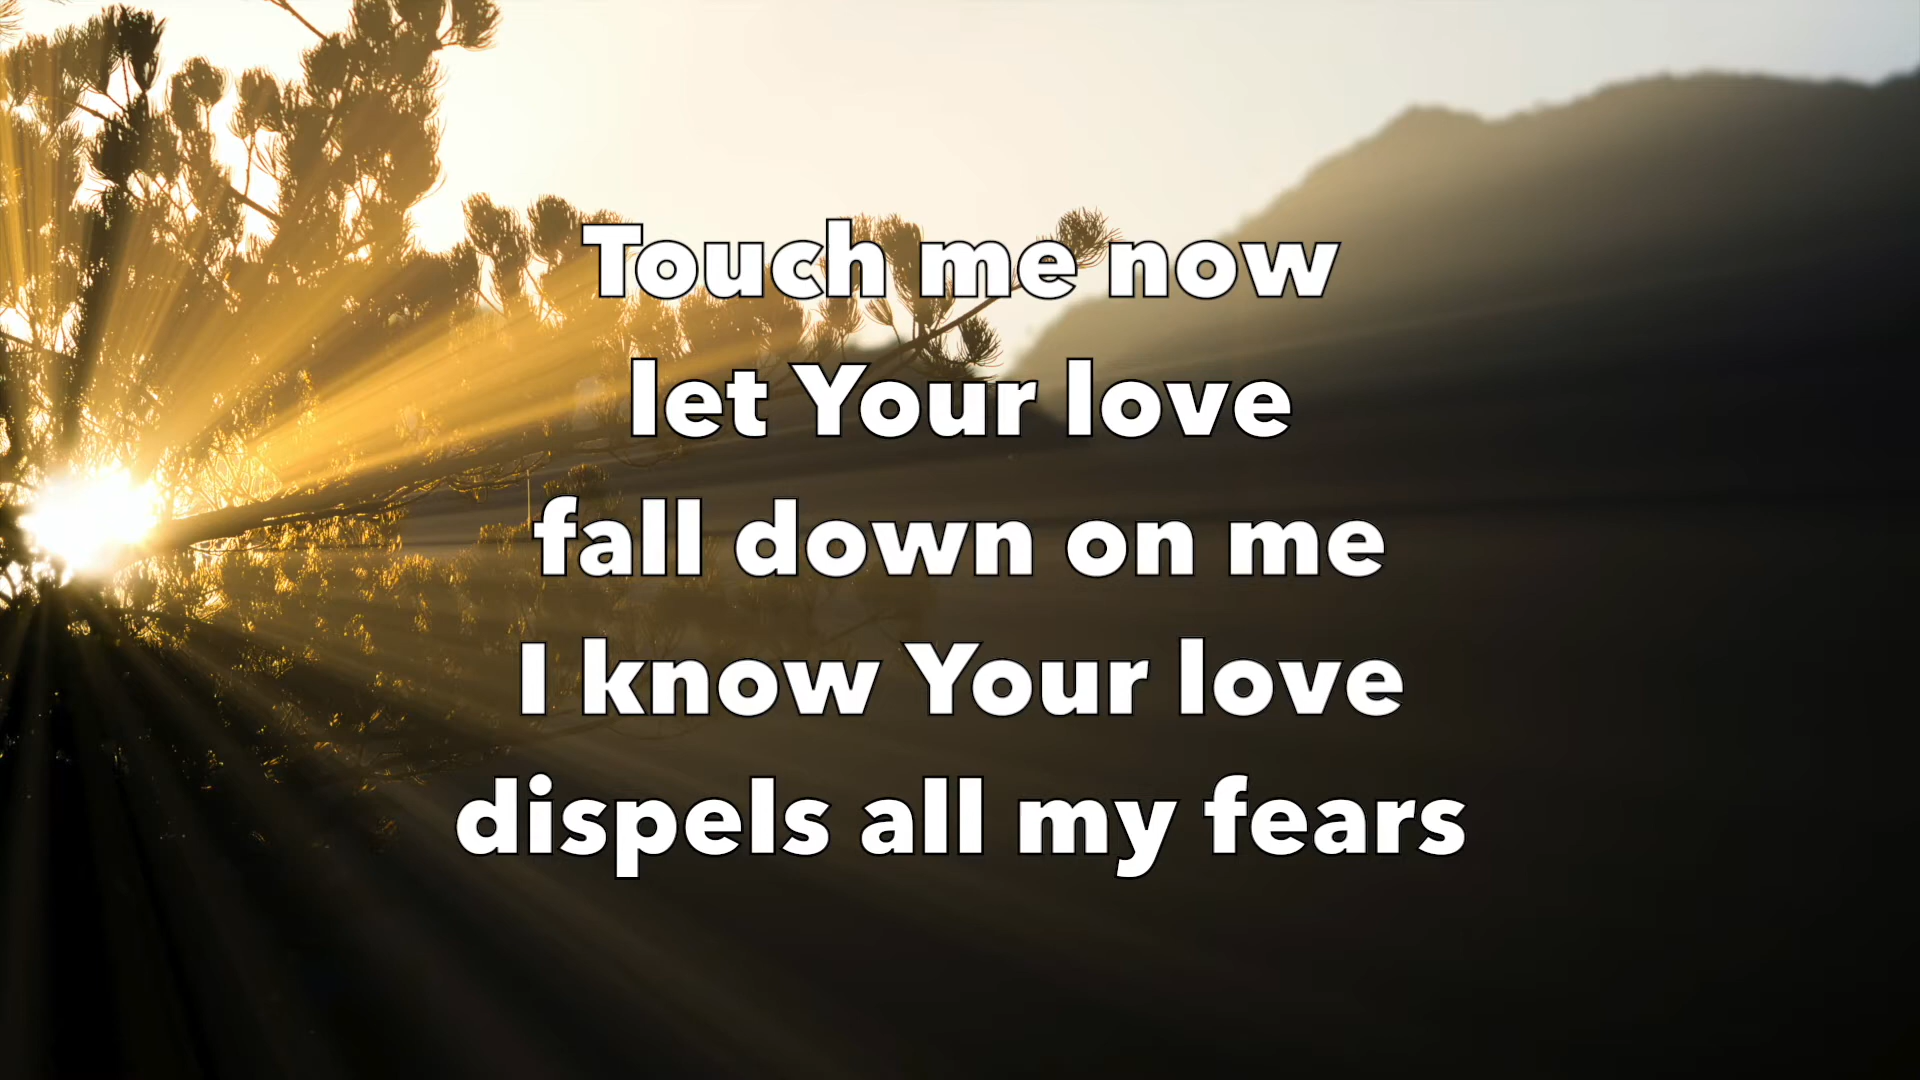 Touch me now
let Your love
fall down on me
I know Your love
dispels all my fears